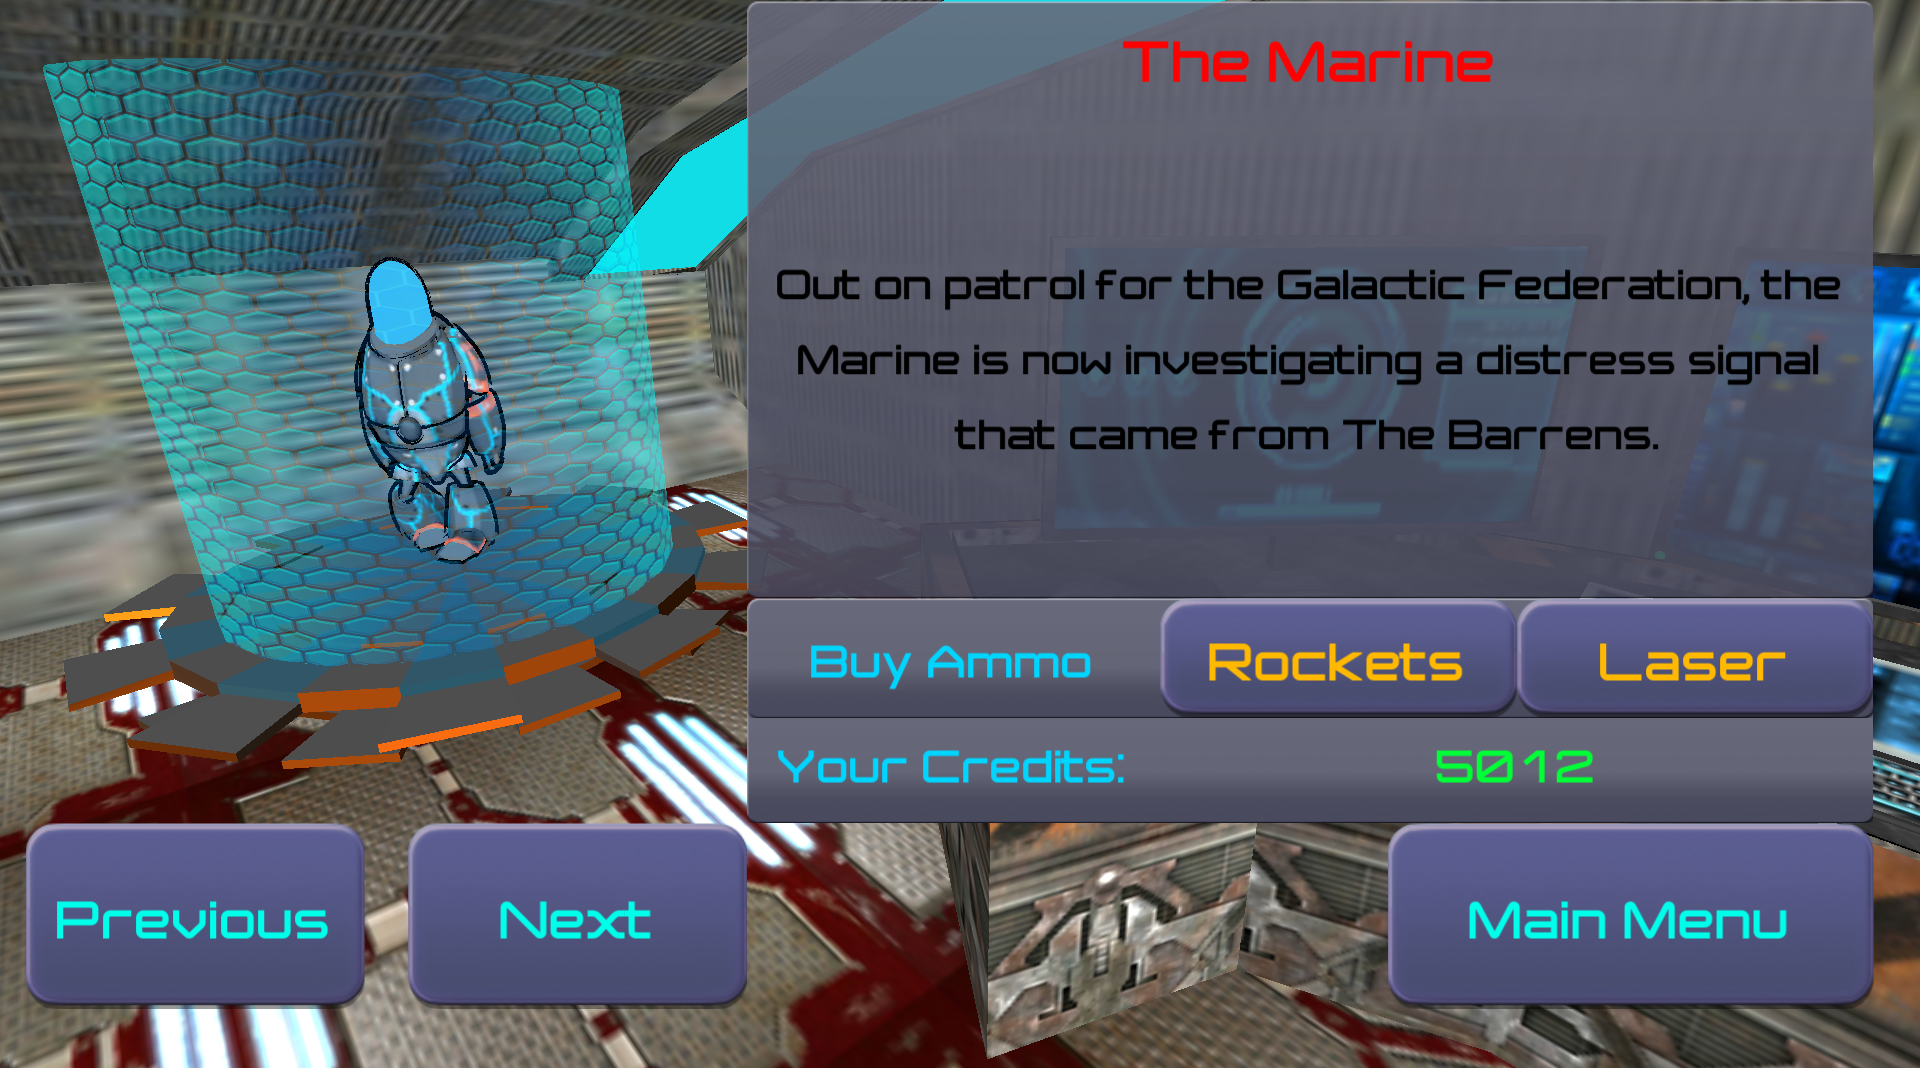 The Marine
Out on patrol for the Galactic Federation, the
Marine is now investigating a distress signal
that came from The Barrens.
Buy Ammo
Rockets
Laser
Your Credits:
5012
Previous
Next
Main Menu